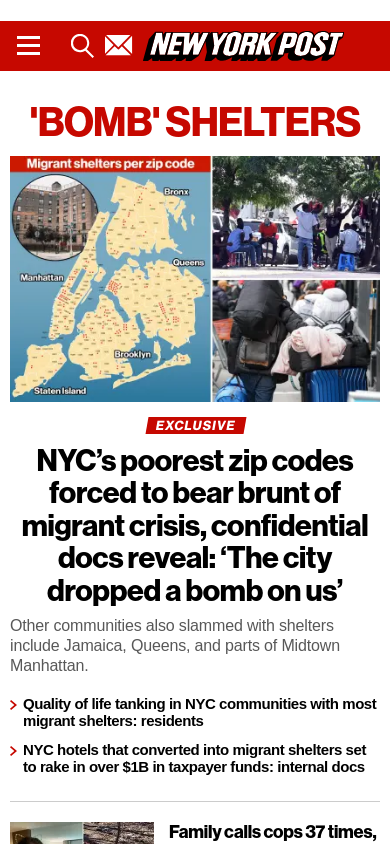 NEW YORK POST
'BOMB' SHELTERS
Migrant shelters per zip code
Bronx
Queens
Manhattan
Brooklyn
Staten Island
EXCLUSIVE
NYC’s poorest zip codes
forced to bear brunt of
migrant crisis, confidential
docs reveal: ‘The city
dropped a bomb on us’
Other communities also slammed with shelters
include Jamaica, Queens, and parts of Midtown
Manhattan.
Quality of life tanking in NYC communities with most
migrant shelters: residents
NYC hotels that converted into migrant shelters set
to rake in over $1B in taxpayer funds: internal docs
Family calls cops 37 times,